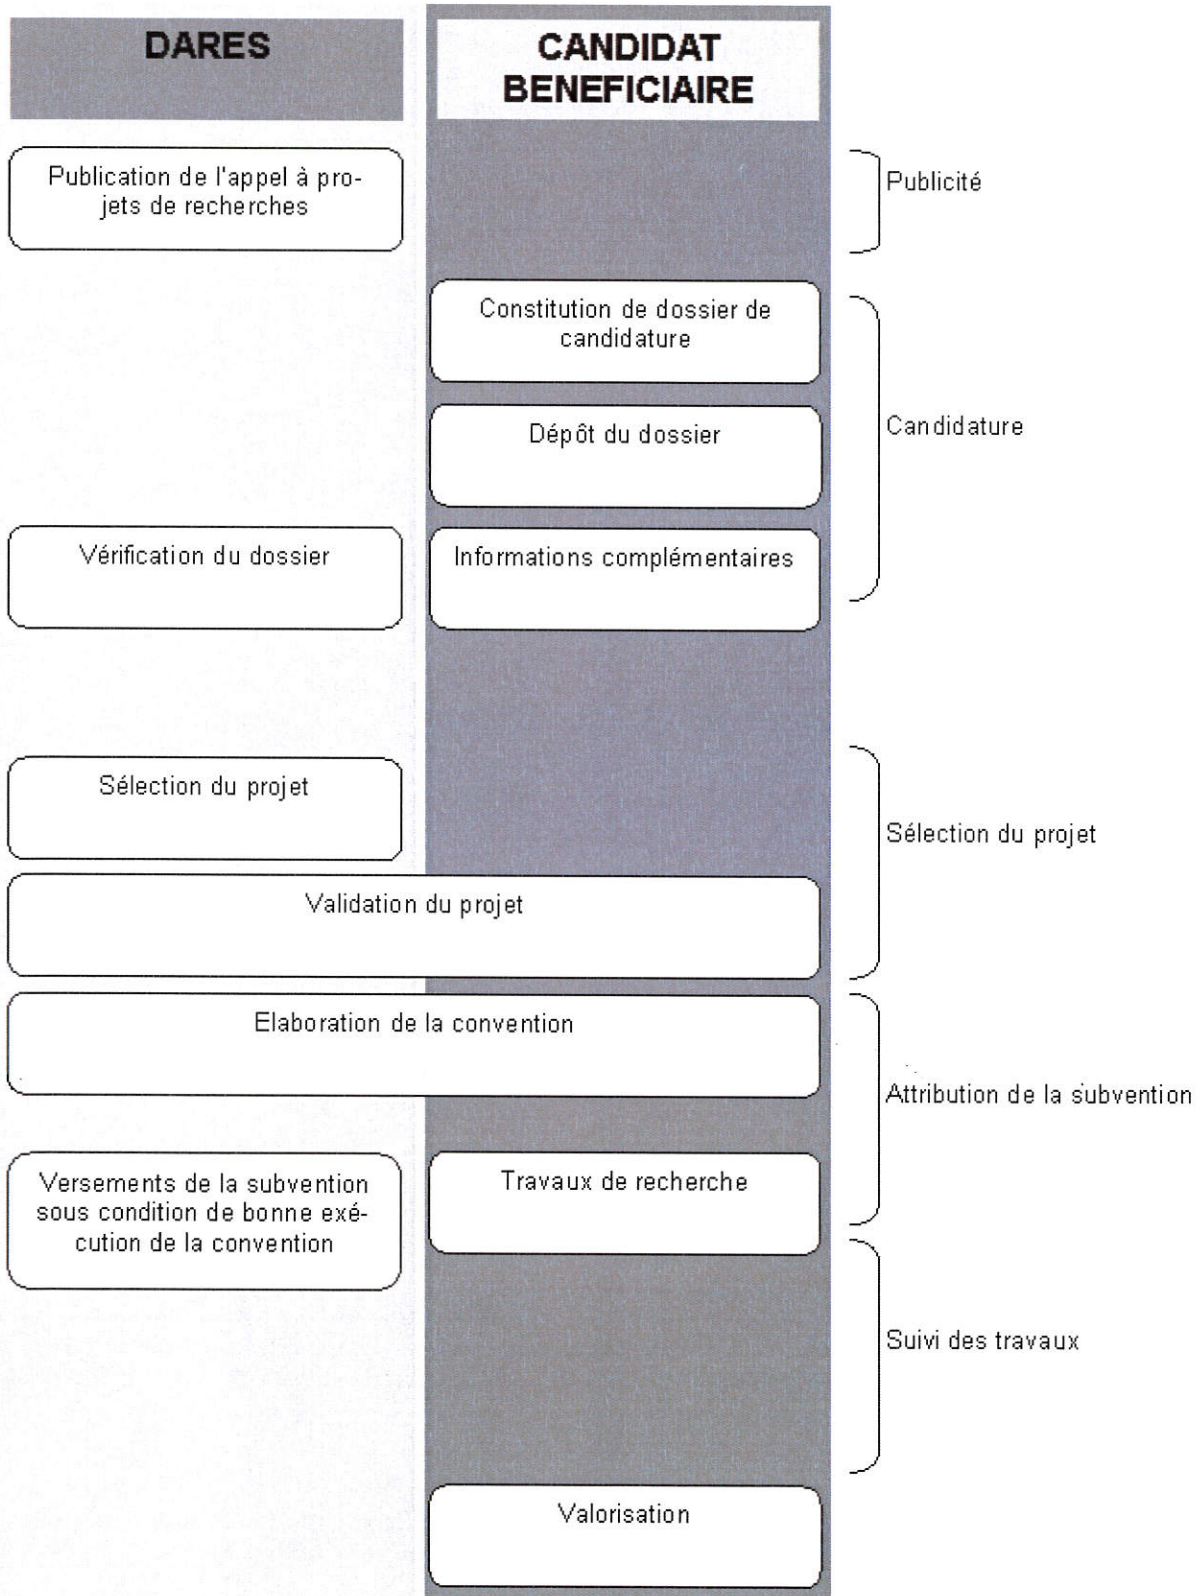 DARES
CANDIDAT
BENEFICIAIRE
Publication de l'appel à pro-
jets de recherches
Publicité
Constitution de dossier de
candidature
Dépôt du dossier
Candidature
Vérification du dossier
Informations complémentaires
Sélection du projet
Sélection du projet
Validation du projet
Elaboration de la convention
Attribution de la subvention
Versements de la subvention
sous condition de bonne exé-
cution de la convention
Travaux de recherche
Suivi des travaux
Valorisation